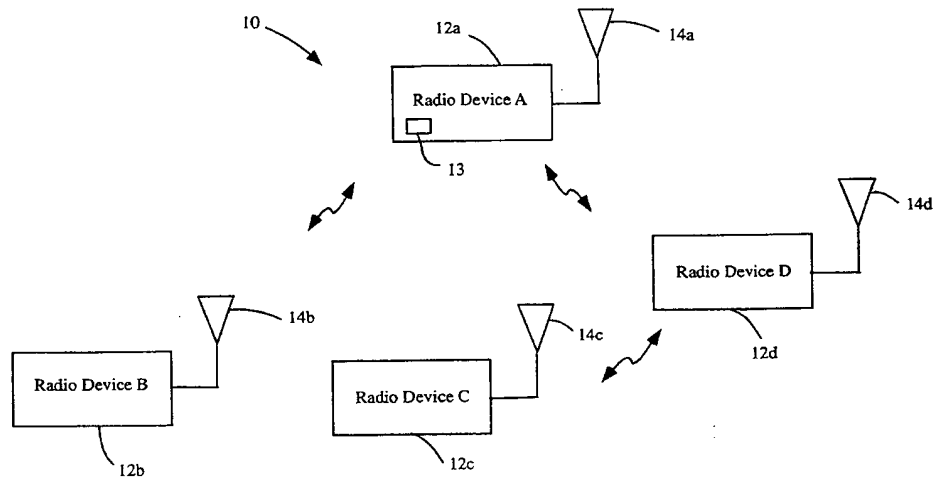 10
12a
14a
Radio Device A
13
14d
Radio Device D
12d
14b
14c
Radio Device B
Radio Device C
12b
12c